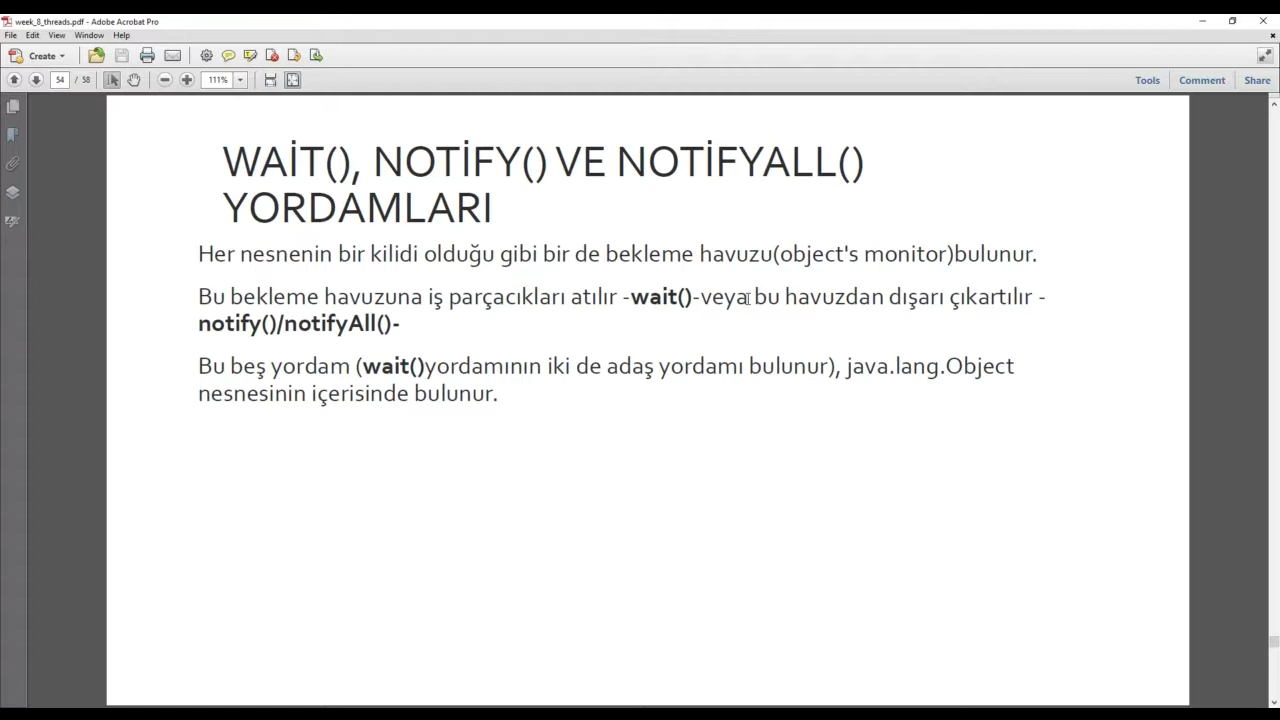 week_8_threads.pdf - Adobe Acrobat Pro
File Edit View Window Help
Create
54 / 58 111% Tools Comment Share
WAİT(), NOTİFY() VE NOTİFYALL()
YORDAMLARI
Her nesnenin bir kilidi olduğu gibi bir de bekleme havuzu(object's monitor)bulunur.
Bu bekleme havuzuna iş parçacıkları atılır -wait()-veya bu havuzdan dışarı çıkartılır -
notify()/notifyAll()-
Bu beş yordam (wait()yordamının iki de adaş yordamı bulunur), java.lang.Object
nesnesinin içerisinde bulunur.